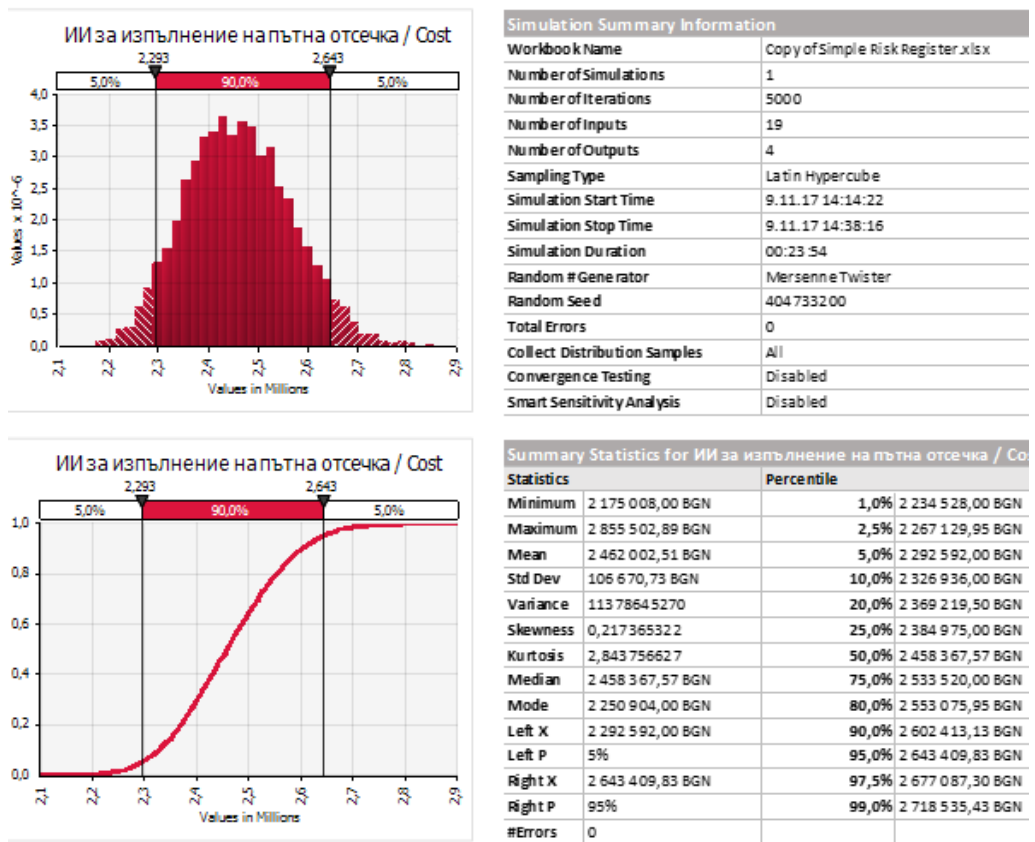 ИИ за изпълнение на пътна отсечка / Cost
2,293 2,643
5,0% 90,0% 5,0%
4,0
3,5
3,0
2,5
2,0
1,5
1,0
0,5
0,0
Values x 10^-6
2,1 2,2 2,3 2,4 2,5 2,6 2,7 2,8 2,9
Values in Millions
Simulation Summary Information
Workbook Name Copy of Simple Risk Register.xlsx
Number of Simulations 1
Number of Iterations 5000
Number of Inputs 19
Number of Outputs 4
Sampling Type Latin Hypercube
Simulation Start Time 9.11.17 14:14:22
Simulation Stop Time 9.11.17 14:38:16
Simulation Duration 00:23:54
Random # Generator Mersenne Twister
Random Seed 404733200
Total Errors 0
Collect Distribution Samples All
Convergence Testing Disabled
Smart Sensitivity Analysis Disabled
ИИ за изпълнение на пътна отсечка / Cost
2,293 2,643
5,0% 90,0% 5,0%
1,0
0,8
0,6
0,4
0,2
0,0
2,1 2,2 2,3 2,4 2,5 2,6 2,7 2,8 2,9
Values in Millions
Summary Statistics for ИИ за изпълнение на пътна отсечка / Co
Statistics Percentile
Minimum 2 175 008,00 BGN 1,0% 2 234 528,00 BGN
Maximum 2 855 502,89 BGN 2,5% 2 267 129,95 BGN
Mean 2 462 002,51 BGN 5,0% 2 292 592,00 BGN
Std Dev 106 670,73 BGN 10,0% 2 326 936,00 BGN
Variance 11378645270 20,0% 2 369 219,50 BGN
Skewness 0,217365322 25,0% 2 384 975,00 BGN
Kurtosis 2,843756627 50,0% 2 458 367,57 BGN
Median 2 458 367,57 BGN 75,0% 2 533 520,00 BGN
Mode 2 250 904,00 BGN 80,0% 2 553 075,95 BGN
Left X 2 292 592,00 BGN 90,0% 2 602 413,13 BGN
Left P 5% 95,0% 2 643 409,83 BGN
Right X 2 643 409,83 BGN 97,5% 2 677 087,30 BGN
Right P 95% 99,0% 2 718 535,43 BGN
#Errors 0